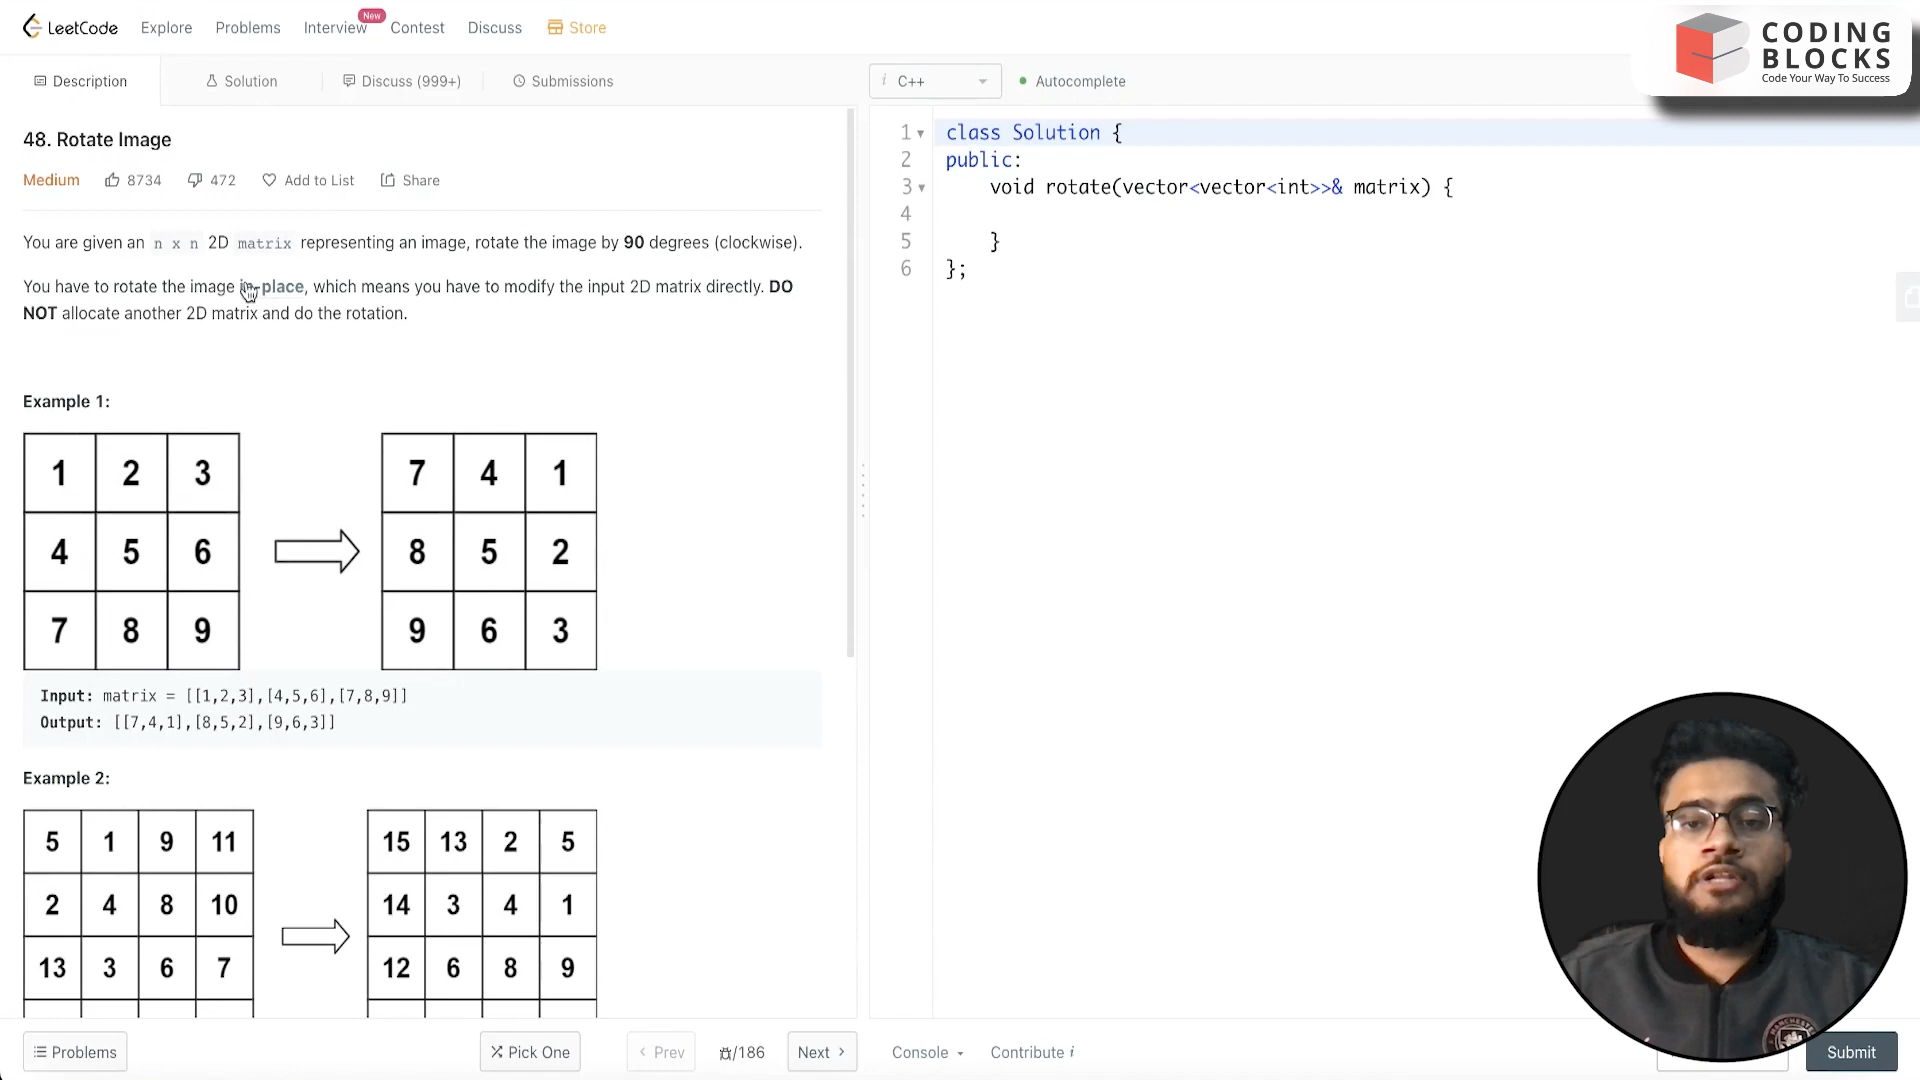 LeetCode
Explore
Problems
Interview
New
Contest
Discuss
Store
CODING
BLOCKS
Code Your Way To Success
Description
Solution
Discuss (999+)
Submissions
i C++
Autocomplete
48. Rotate Image
Medium
8734
472
Add to List
Share
You are given an n x n 2D matrix representing an image, rotate the image by 90 degrees (clockwise).
You have to rotate the image in-place, which means you have to modify the input 2D matrix directly. DO
NOT allocate another 2D matrix and do the rotation.
Example 1:
1 2 3
4 5 6
7 8 9
7 4 1
8 5 2
9 6 3
Input: matrix = [[1,2,3],[4,5,6],[7,8,9]]
Output: [[7,4,1],[8,5,2],[9,6,3]]
Example 2:
5 1 9 11
2 4 8 10
13 3 6 7
15 13 2 5
14 3 4 1
12 6 8 9
1 class Solution {
2 public:
3 void rotate(vector<vector<int>>& matrix) {
4
5 }
6 };
Problems
Pick One
Prev
/186
Next
Console
Contribute i
Submit